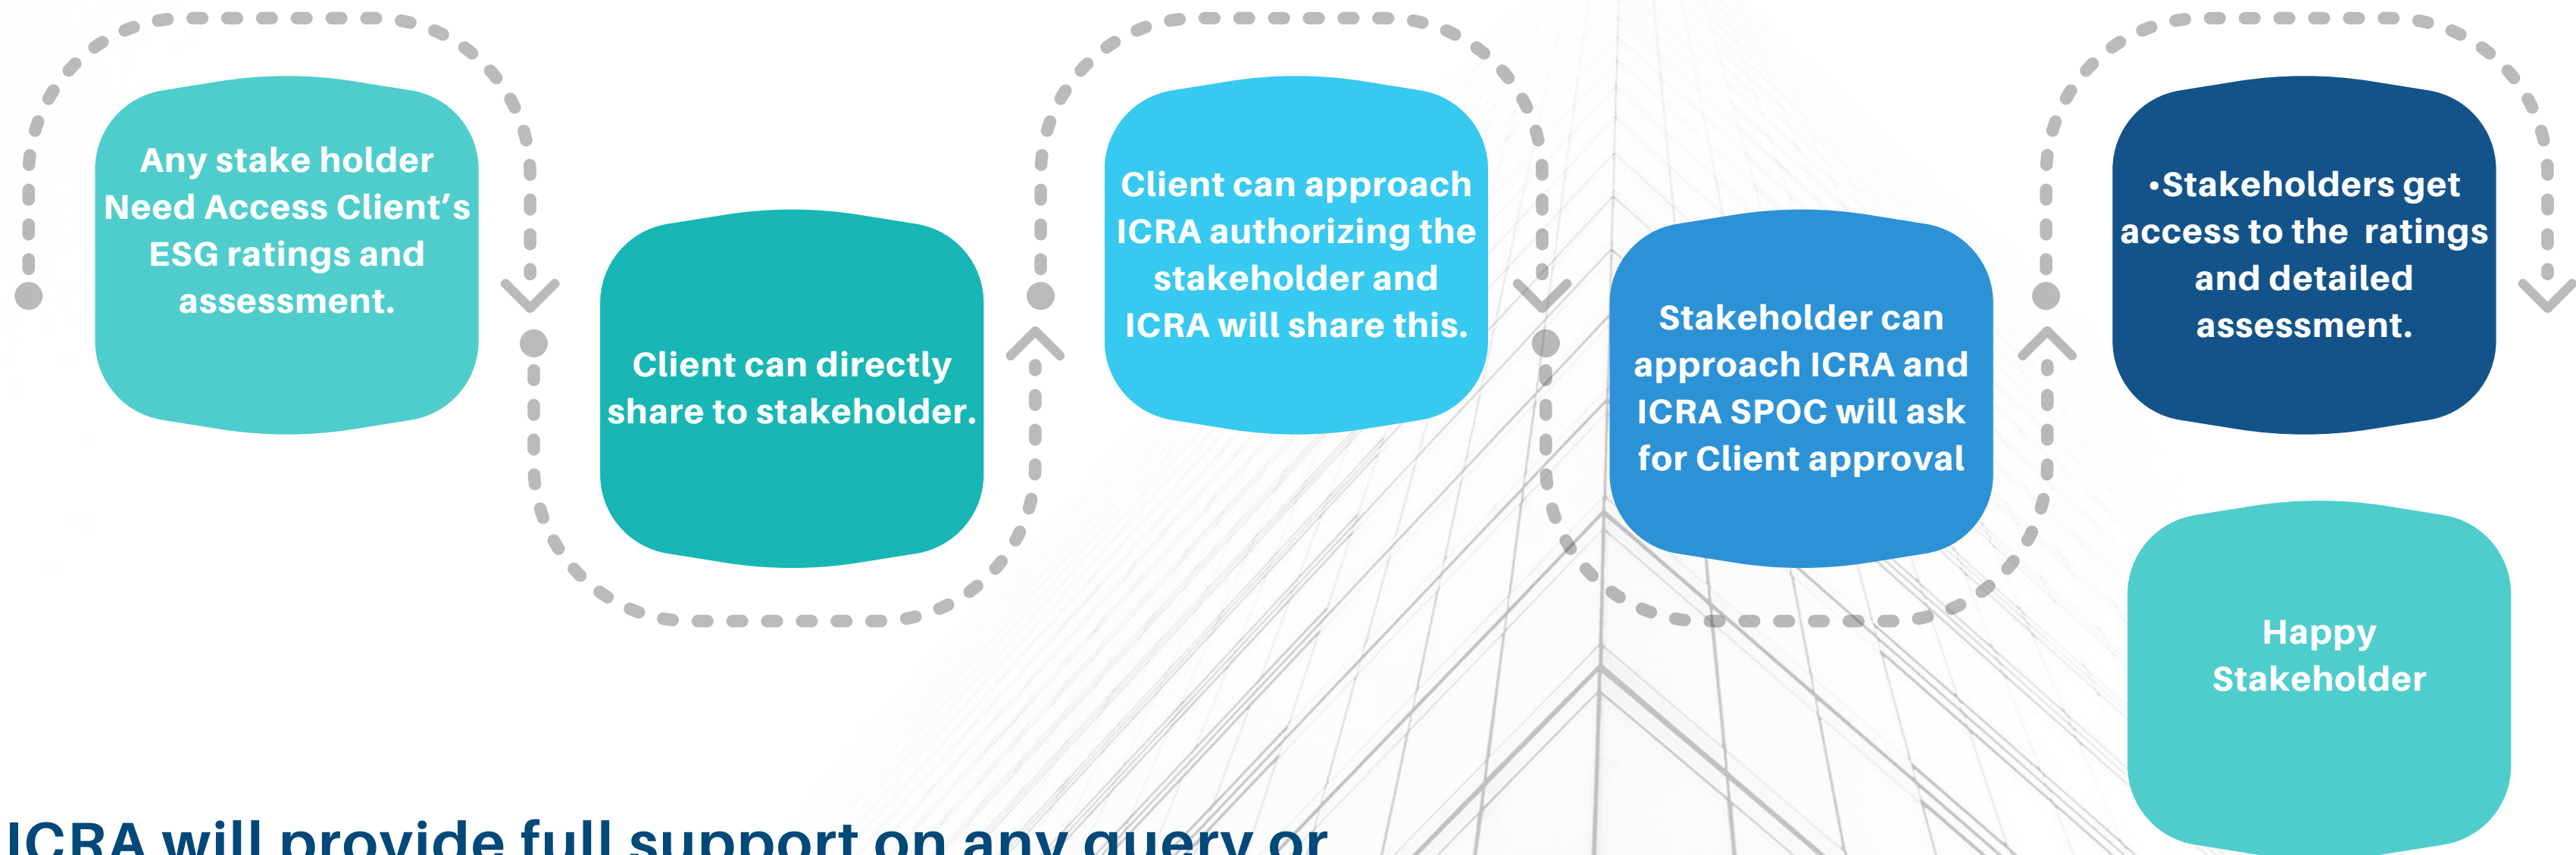 Any stake holder
Need Access Client’s
ESG ratings and
assessment.
Client can directly
share to stakeholder.
Client can approach
ICRA authorizing the
stakeholder and
ICRA will share this.
Stakeholder can
approach ICRA and
ICRA SPOC will ask
for Client approval
•Stakeholders get
access to the ratings
and detailed
assessment.
Happy
Stakeholder
ICRA will provide full support on any query or